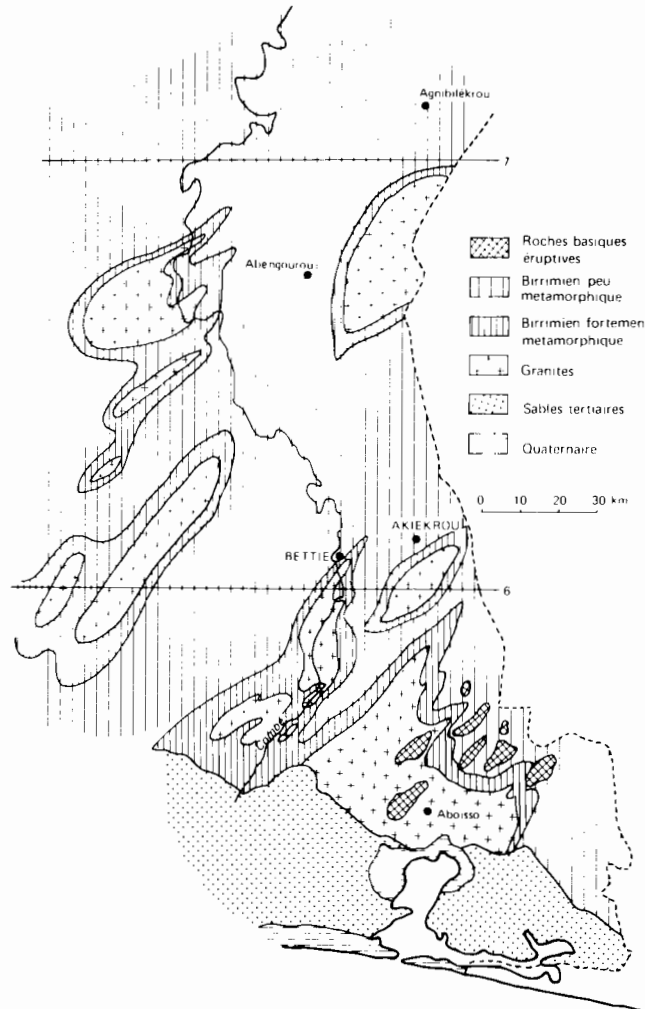 Agnibilékrou
7
Abengourou
Roches basiques
éruptives
Birrimien peu
metamorphique
Birrimien fortemen
metamorphique
Granites
Sables tertiaires
Quaternaire
0 10 20 30 km
AKIEKROU
BETTIE
6
Comoé
Aboisso